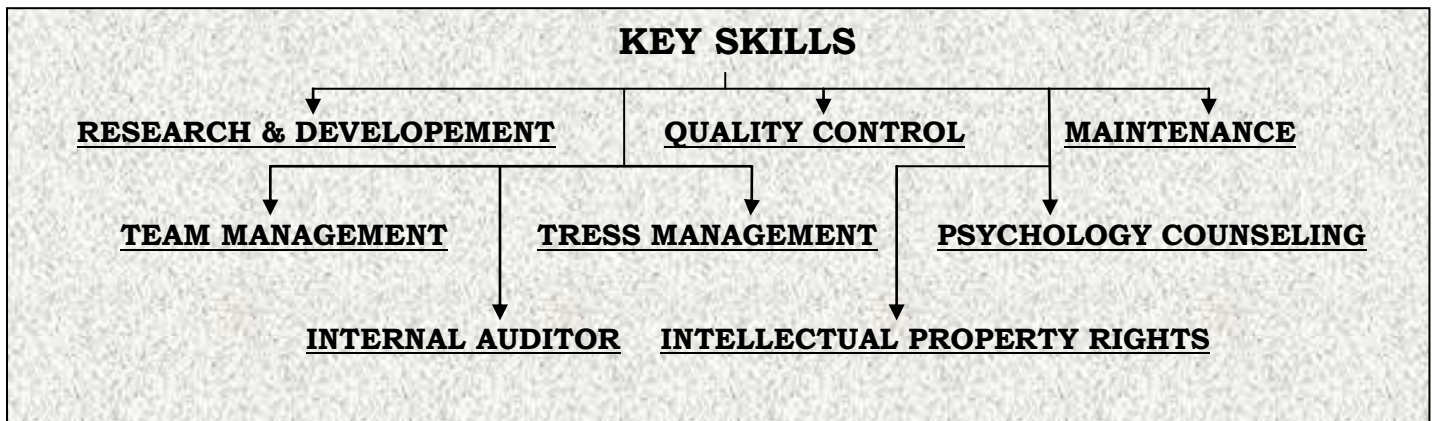 KEY SKILLS
RESEARCH & DEVELOPEMENT QUALITY CONTROL MAINTENANCE
TEAM MANAGEMENT TRESS MANAGEMENT PSYCHOLOGY COUNSELING
INTERNAL AUDITOR INTELLECTUAL PROPERTY RIGHTS